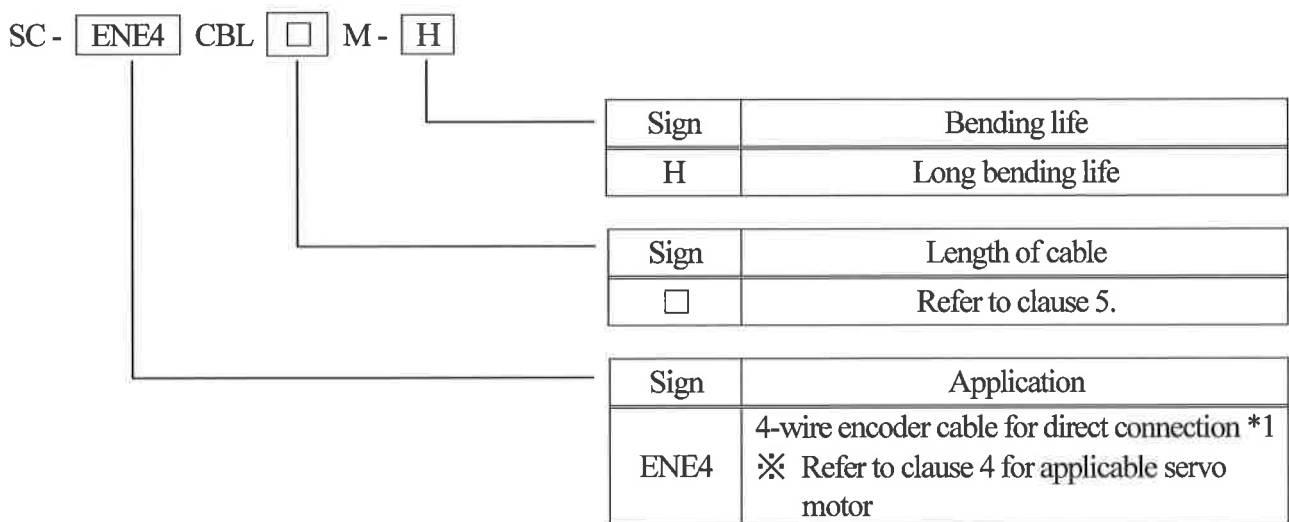 SC - ENE4 CBL □ M - H
Sign Bending life
H Long bending life
Sign Length of cable
□ Refer to clause 5.
Sign Application
ENE4 4-wire encoder cable for direct connection *1
※ Refer to clause 4 for applicable servo
motor